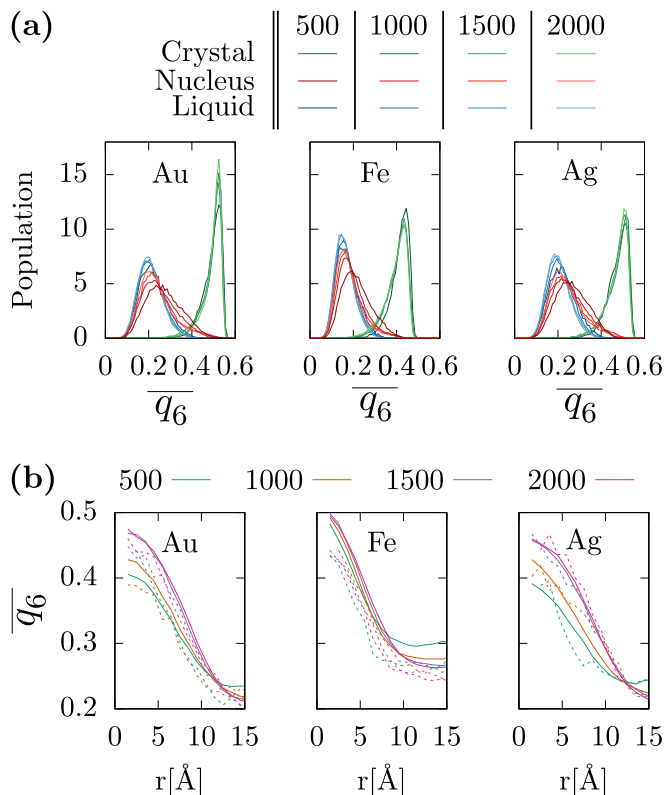 (a)
500 1000 1500 2000
Crystal
Nucleus
Liquid
Population
15
10
5
0
Au
Fe
Ag
0 0.2 0.4 0.6
0 0.2 0.4 0.6
0 0.2 0.4 0.6
q6
q6
q6
(b)
500 1000 1500 2000
q6
0.5
0.4
0.3
0.2
Au
Fe
Ag
0 5 10 15
0 5 10 15
0 5 10 15
r[Å]
r[Å]
r[Å]